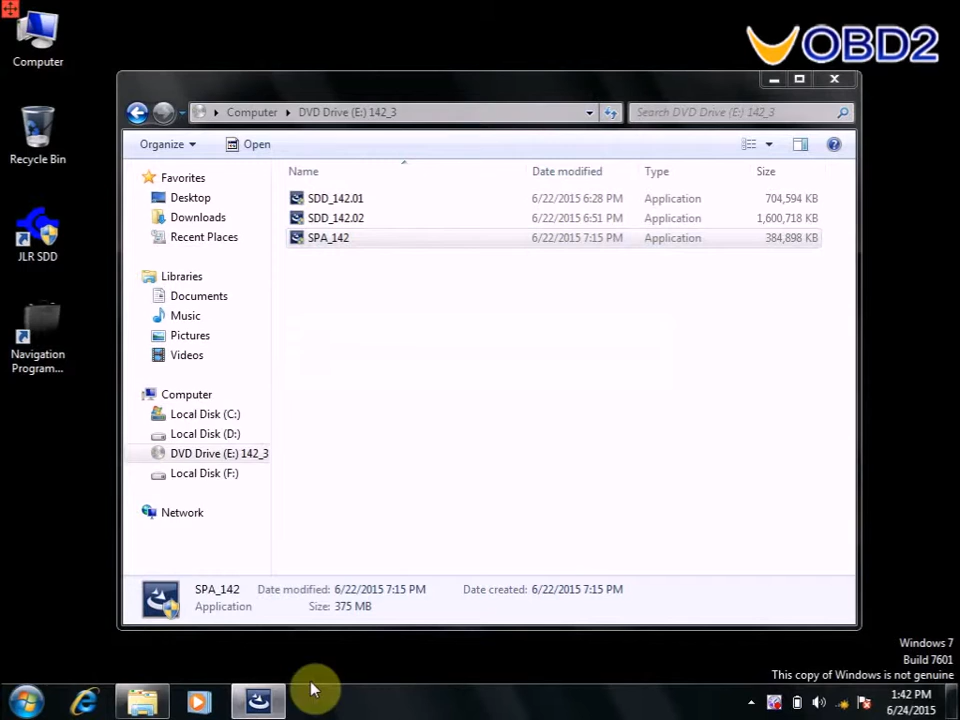 OBD2
Computer
Recycle Bin
JLR SDD
Navigation
Program...
Computer
DVD Drive (E:) 142_3
Search DVD Drive (E:) 142_3
Organize
Open
Name
Date modified
Type
Size
SDD_142.01
6/22/2015 6:28 PM
Application
704,594 KB
SDD_142.02
6/22/2015 6:51 PM
Application
1,600,718 KB
SPA_142
6/22/2015 7:15 PM
Application
384,898 KB
Favorites
Desktop
Downloads
Recent Places
Libraries
Documents
Music
Pictures
Videos
Computer
Local Disk (C:)
Local Disk (D:)
DVD Drive (E:) 142_3
Local Disk (F:)
Network
SPA_142
Date modified: 6/22/2015 7:15 PM
Date created: 6/22/2015 7:15 PM
Application
Size: 375 MB
Windows 7
Build 7601
This copy of Windows is not genuine
1:42 PM
6/24/2015